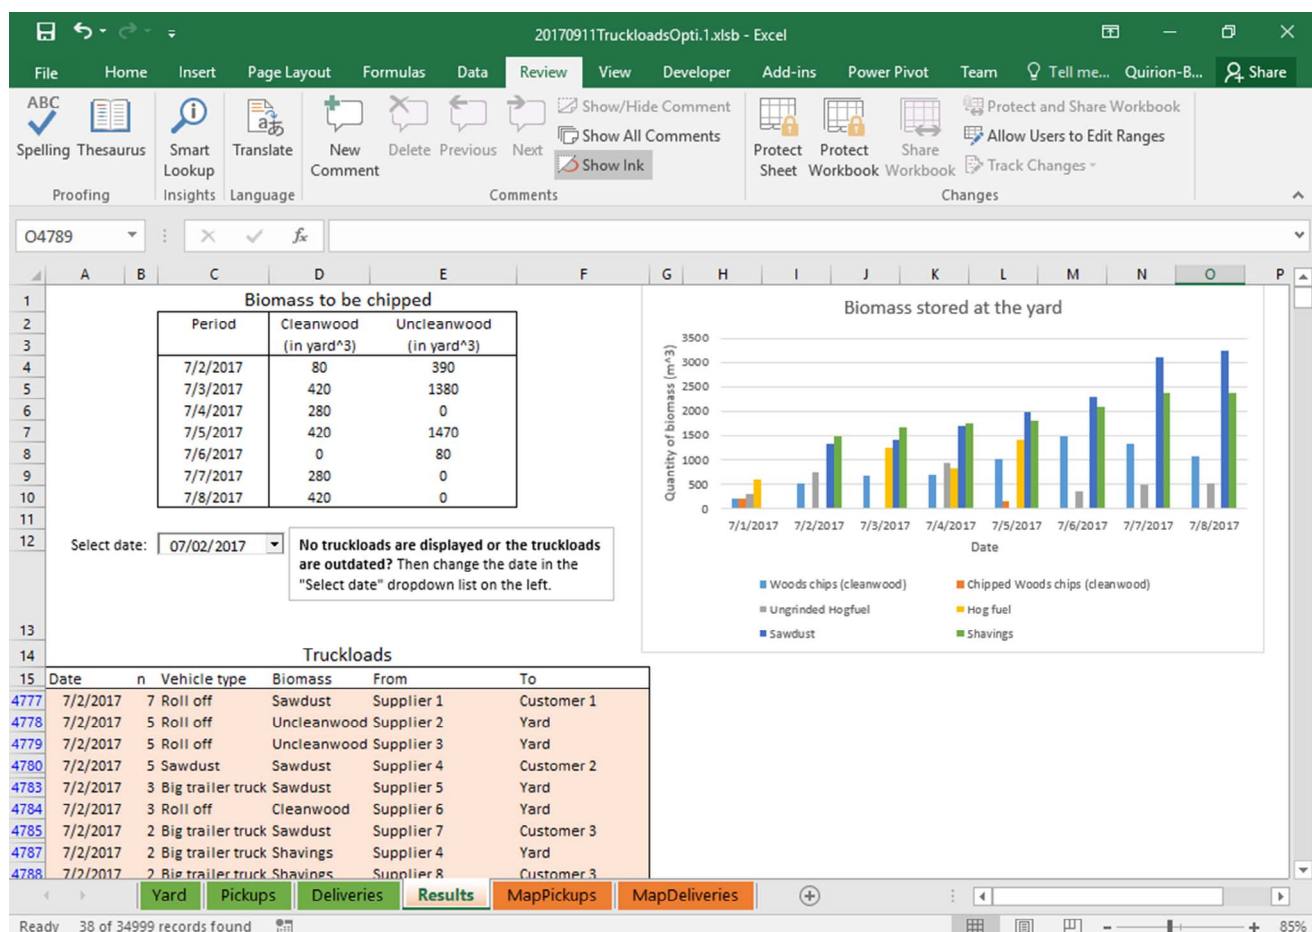 20170911TruckloadsOpti.1.xlsb - Excel
File Home Insert Page Layout Formulas Data Review View Developer Add-ins Power Pivot Team Tell me... Quirion-B... Share
ABC
Spelling Thesaurus
Smart Lookup
Translate
New Comment
Delete Previous Next
Show/Hide Comment
Show All Comments
Show Ink
Protect Sheet
Protect Workbook
Share Workbook
Protect and Share Workbook
Allow Users to Edit Ranges
Track Changes
Proofing Insights Language Comments Changes
O4789 fx
A B C D E F G H I J K L M N O P
1 Biomass to be chipped
2 Period Cleanwood Uncleanwood
3 (in yard^3) (in yard^3)
4 7/2/2017 80 390
5 7/3/2017 420 1380
6 7/4/2017 280 0
7 7/5/2017 420 1470
8 7/6/2017 0 80
9 7/7/2017 280 0
10 7/8/2017 420 0
11
12 Select date: 07/02/2017
No truckloads are displayed or the truckloads
are outdated? Then change the date in the
"Select date" dropdown list on the left.
13
Biomass stored at the yard
Quantity of biomass (m^3)
3500
3000
2500
2000
1500
1000
500
0
7/1/2017 7/2/2017 7/3/2017 7/4/2017 7/5/2017 7/6/2017 7/7/2017 7/8/2017
Date
Woods chips (cleanwood) Chipped Woods chips (cleanwood)
Ungrinded Hogfuel Hog fuel
Sawdust Shavings
14 Truckloads
15 Date n Vehicle type Biomass From To
4777 7/2/2017 7 Roll off Sawdust Supplier 1 Customer 1
4778 7/2/2017 5 Roll off Uncleanwood Supplier 2 Yard
4779 7/2/2017 5 Roll off Uncleanwood Supplier 3 Yard
4780 7/2/2017 5 Sawdust Sawdust Supplier 4 Customer 2
4783 7/2/2017 3 Big trailer truck Sawdust Supplier 5 Yard
4784 7/2/2017 3 Roll off Cleanwood Supplier 6 Yard
4785 7/2/2017 2 Big trailer truck Sawdust Supplier 7 Customer 3
4787 7/2/2017 2 Big trailer truck Shavings Supplier 4 Yard
4788 7/2/2017 2 Big trailer truck Shavings Supplier 8 Customer 3
Yard Pickups Deliveries Results MapPickups MapDeliveries
Ready 38 of 34999 records found 85%